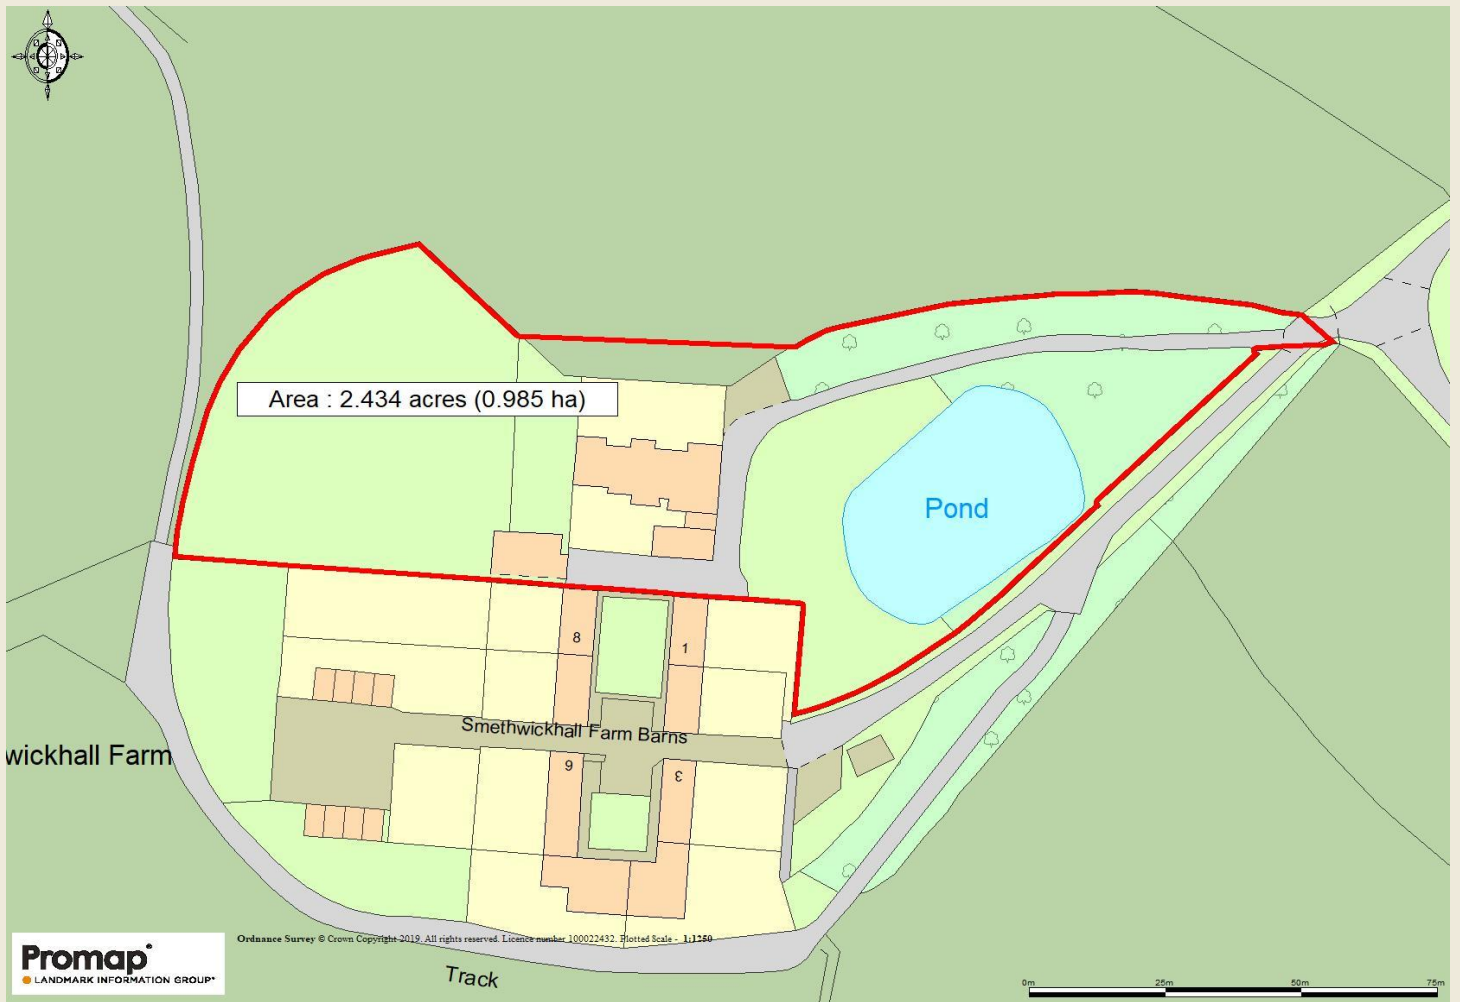 Area : 2.434 acres (0.985 ha)
Pond
8
1
Smethwickhall Farm Barns
wickhall Farm
9
3
Ordnance Survey © Crown Copyright 2019. All rights reserved. Licence number 100022432. Plotted Scale - 1:1250
Promap
LANDMARK INFORMATION GROUP
Track
0m 25m 50m 75m